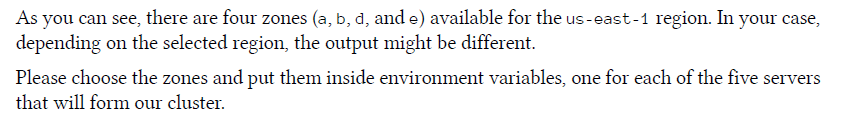 As you can see, there are four zones (a, b, d, and e) available for the us-east-1 region. In your case,
depending on the selected region, the output might be different.
Please choose the zones and put them inside environment variables, one for each of the five servers
that will form our cluster.